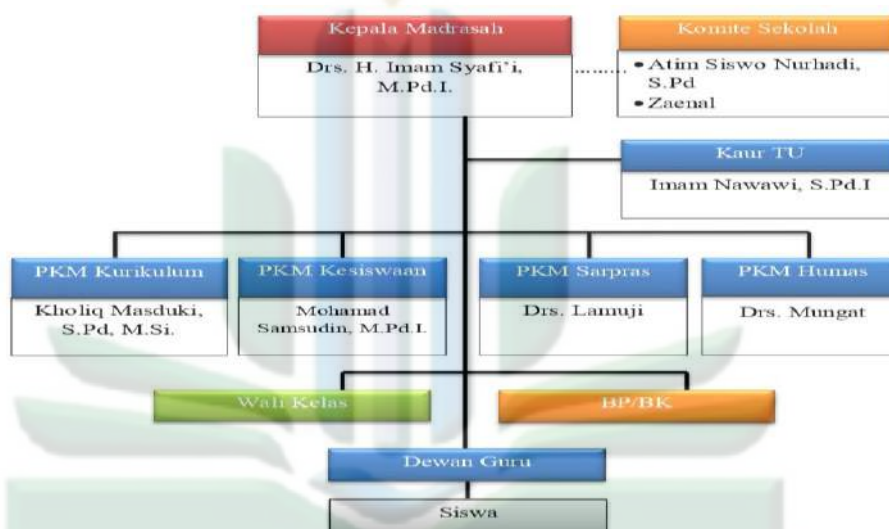 Kepala Madrasah
Drs. H. Imam Syafi'i,
M.Pd.I.
.........
Komite Sekolah
• Atim Siswo Nurhadi,
S.Pd
• Zaenal
Kaur TU
Imam Nawawi, S.Pd.I
PKM Kurikulum
Kholiq Masduki,
S.Pd, M.Si.
PKM Kesiswaan
Mohamad
Samsudin, M.Pd.I.
PKM Sarpras
Drs. Lamuji
PKM Humas
Drs. Mungat
Wali Kelas
BP/BK
Dewan Guru
Siswa